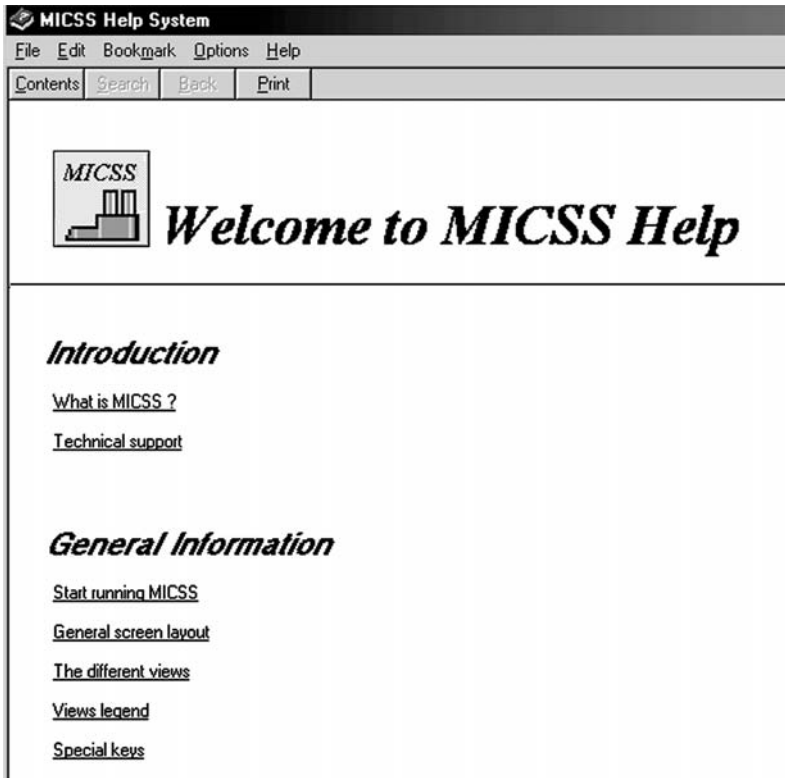 MICSS Help System
File Edit Bookmark Options Help
Contents Search Back Print
MICSS
Welcome to MICSS Help
Introduction
What is MICSS ?
Technical support
General Information
Start running MICSS
General screen layout
The different views
Views legend
Special keys